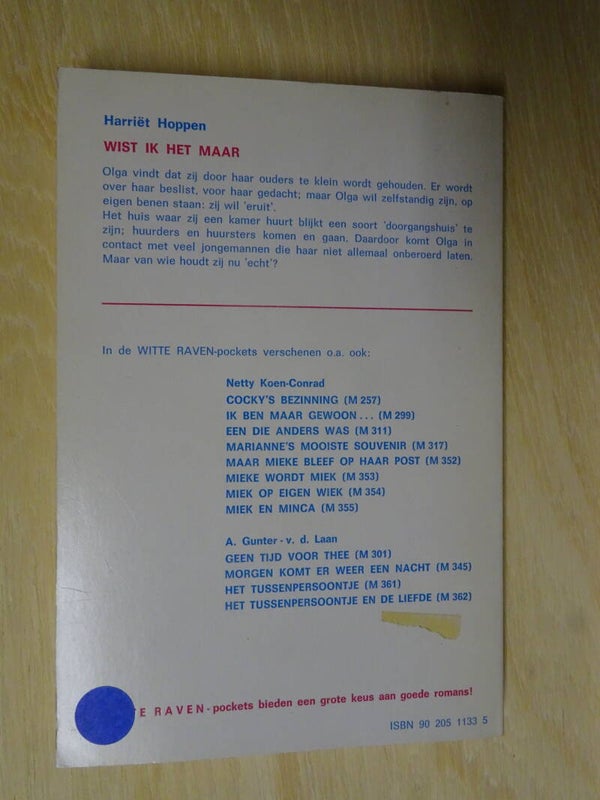 Harriët Hoppen
WIST IK HET MAAR
Olga vindt dat zij door haar ouders te klein wordt gehouden. Er wordt
over haar beslist, voor haar gedacht; maar Olga wil zelfstandig zijn, op
eigen benen staan: zij wil 'eruit'.
Het huis waar zij een kamer huurt blijkt een soort 'doorgangshuis' te
zijn; huurders en huursters komen en gaan. Daardoor komt Olga in
contact met veel jongemannen die haar niet allemaal onberoerd laten.
Maar van wie houdt zij nu 'echt'?
In de WITTE RAVEN-pockets verschenen o.a. ook:
Netty Koen-Conrad
COCKY'S BEZINNING (M 257)
IK BEN MAAR GEWOON... (M 299)
EEN DIE ANDERS WAS (M 311)
MARIANNE'S MOOISTE SOUVENIR (M 317)
MAAR MIEKE BLEEF OP HAAR POST (M 352)
MIEKE WORDT MIEK (M 353)
MIEK OP EIGEN WIEK (M 354)
MIEK EN MINCA (M 355)
A. Gunter - v. d. Laan
GEEN TIJD VOOR THEE (M 301)
MORGEN KOMT ER WEER EEN NACHT (M 345)
HET TUSSENPERSOONTJE (M 361)
HET TUSSENPERSOONTJE EN DE LIEFDE (M 362)
E RAVEN-pockets bieden een grote keus aan goede romans!
ISBN 90 205 1133 5